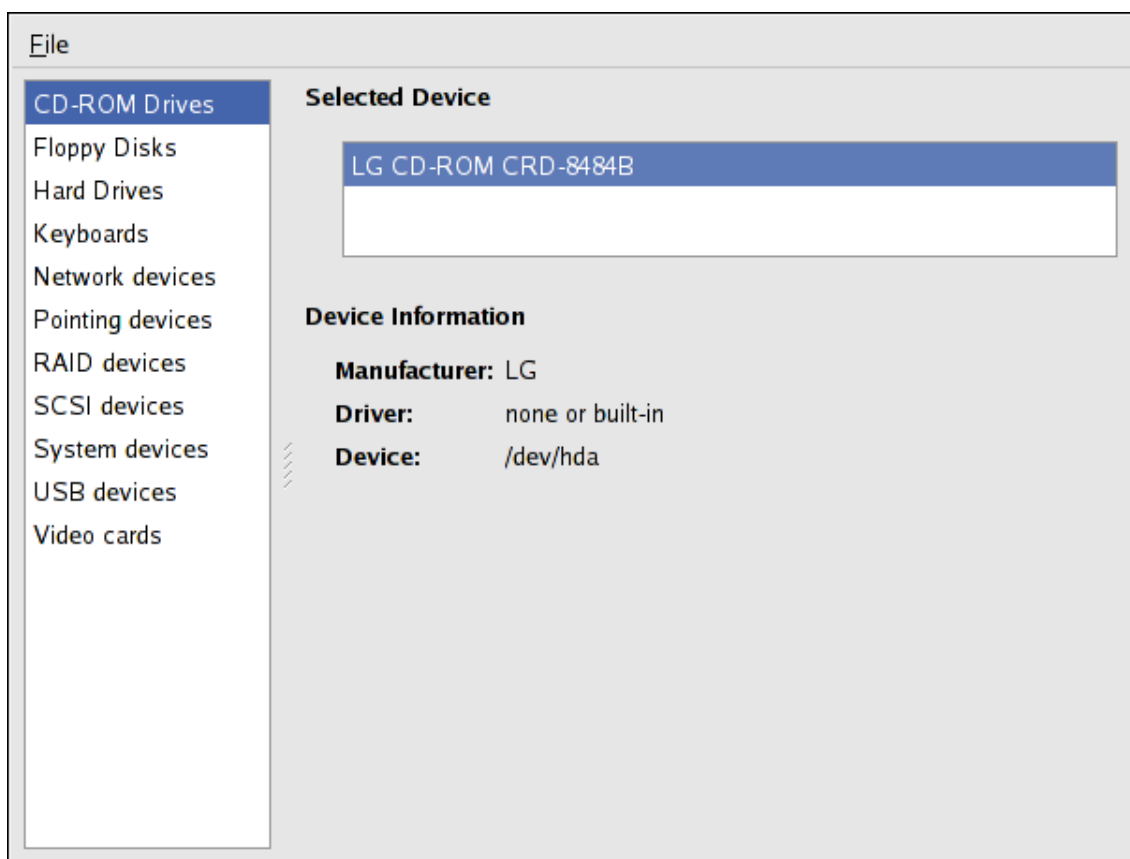 File
CD-ROM Drives
Floppy Disks
Hard Drives
Keyboards
Network devices
Pointing devices
RAID devices
SCSI devices
System devices
USB devices
Video cards
Selected Device
LG CD-ROM CRD-8484B
Device Information
Manufacturer: LG
Driver: none or built-in
Device: /dev/hda